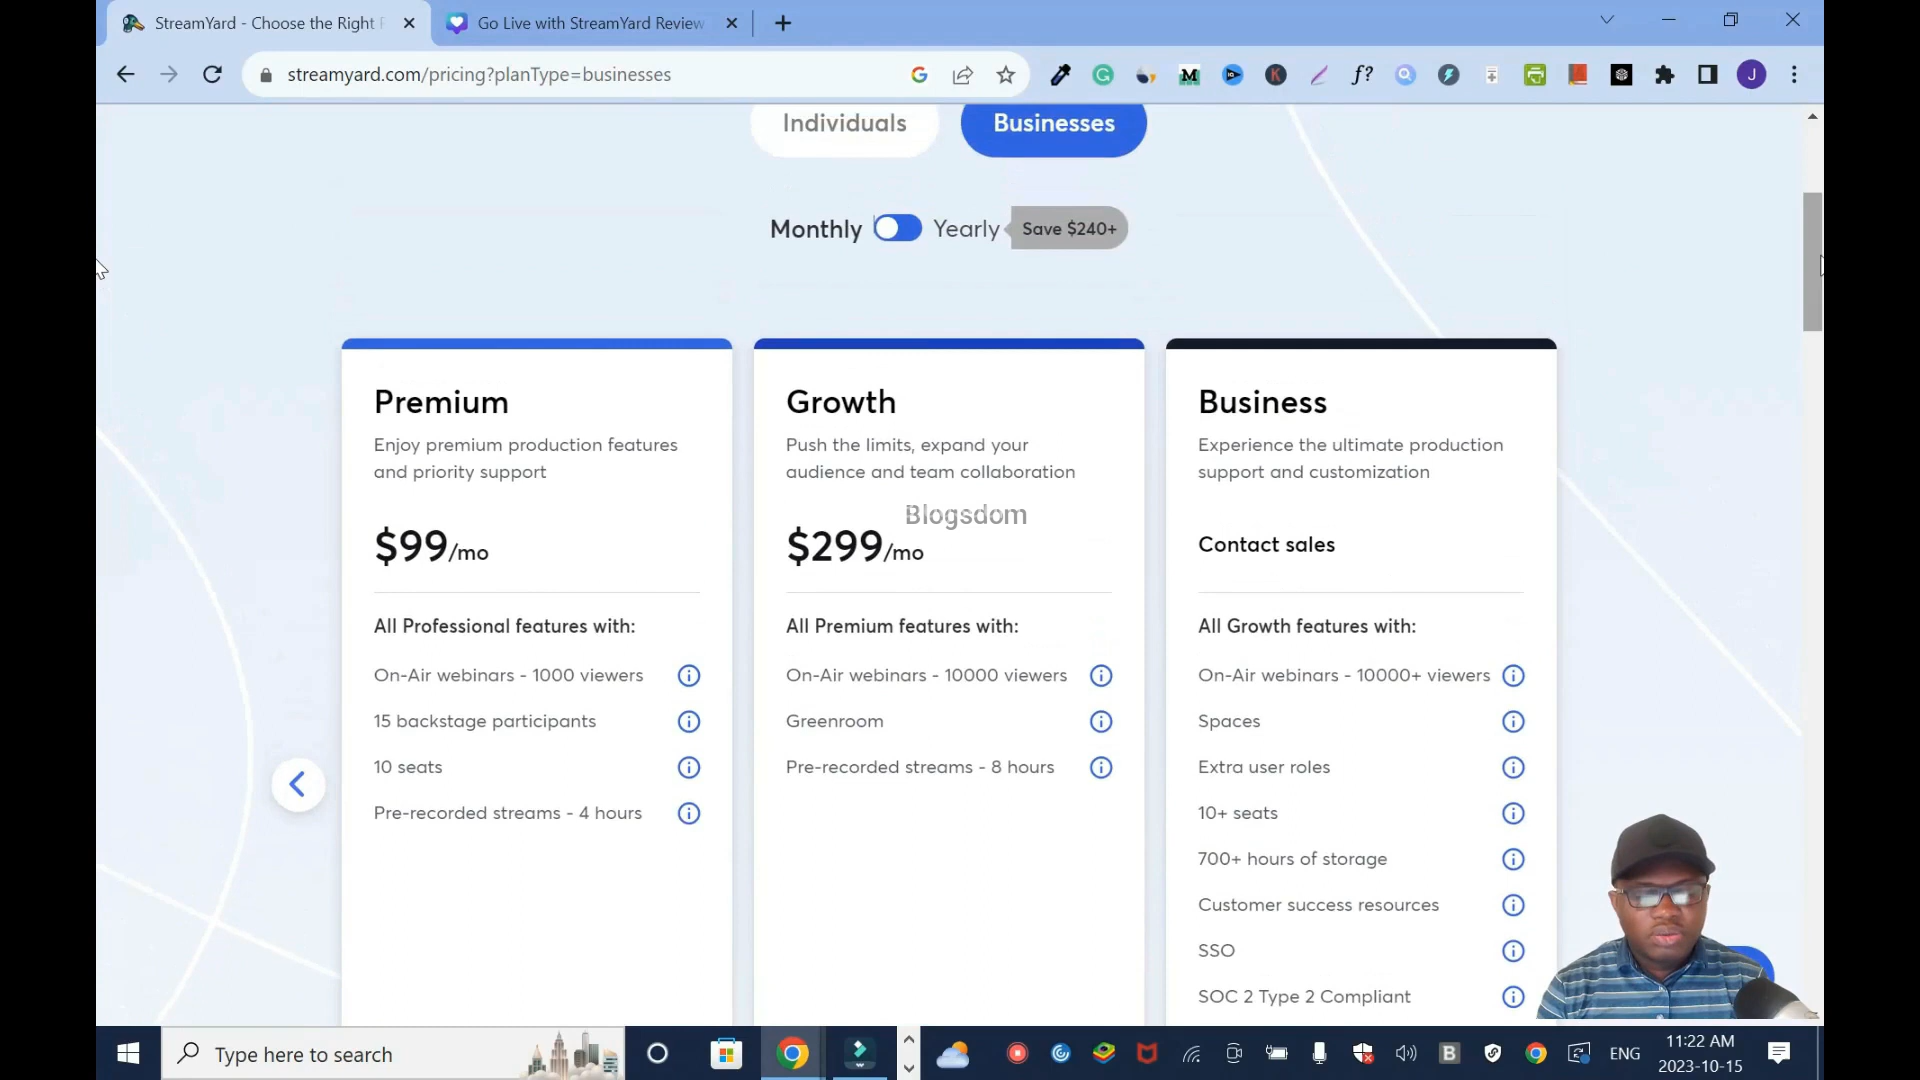 StreamYard - Choose the Right P
Go Live with StreamYard Review
streamyard.com/pricing?planType=businesses
J
Individuals
Businesses
Monthly
Yearly
Save $240+
Premium
Enjoy premium production features
and priority support
$99/mo
All Professional features with:
On-Air webinars - 1000 viewers
15 backstage participants
10 seats
Pre-recorded streams - 4 hours
Growth
Push the limits, expand your
audience and team collaboration
Blogsdom
$299/mo
All Premium features with:
On-Air webinars - 10000 viewers
Greenroom
Pre-recorded streams - 8 hours
Business
Experience the ultimate production
support and customization
Contact sales
All Growth features with:
On-Air webinars - 10000+ viewers
Spaces
Extra user roles
10+ seats
700+ hours of storage
Customer success resources
SSO
SOC 2 Type 2 Compliant
Type here to search
ENG
11:22 AM
2023-10-15